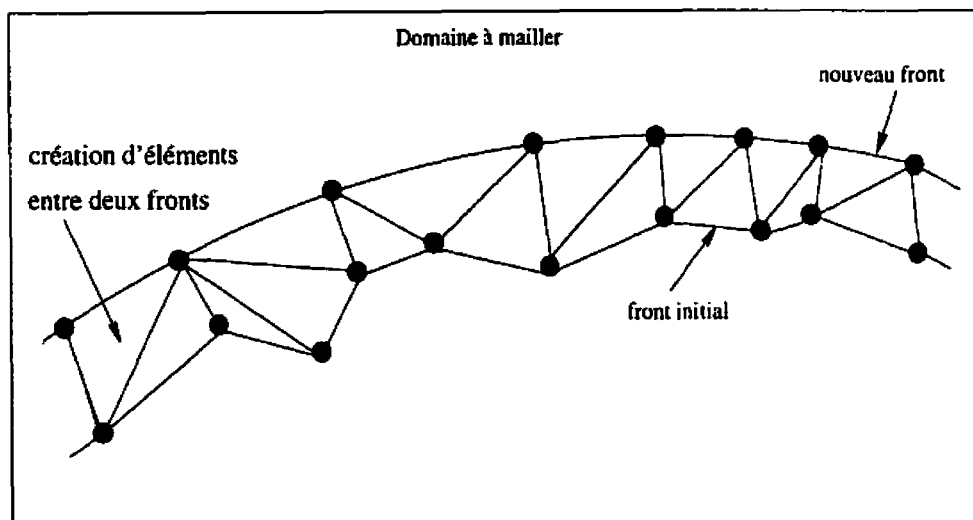 Domaine à mailler
nouveau front
création d'éléments
entre deux fronts
front initial